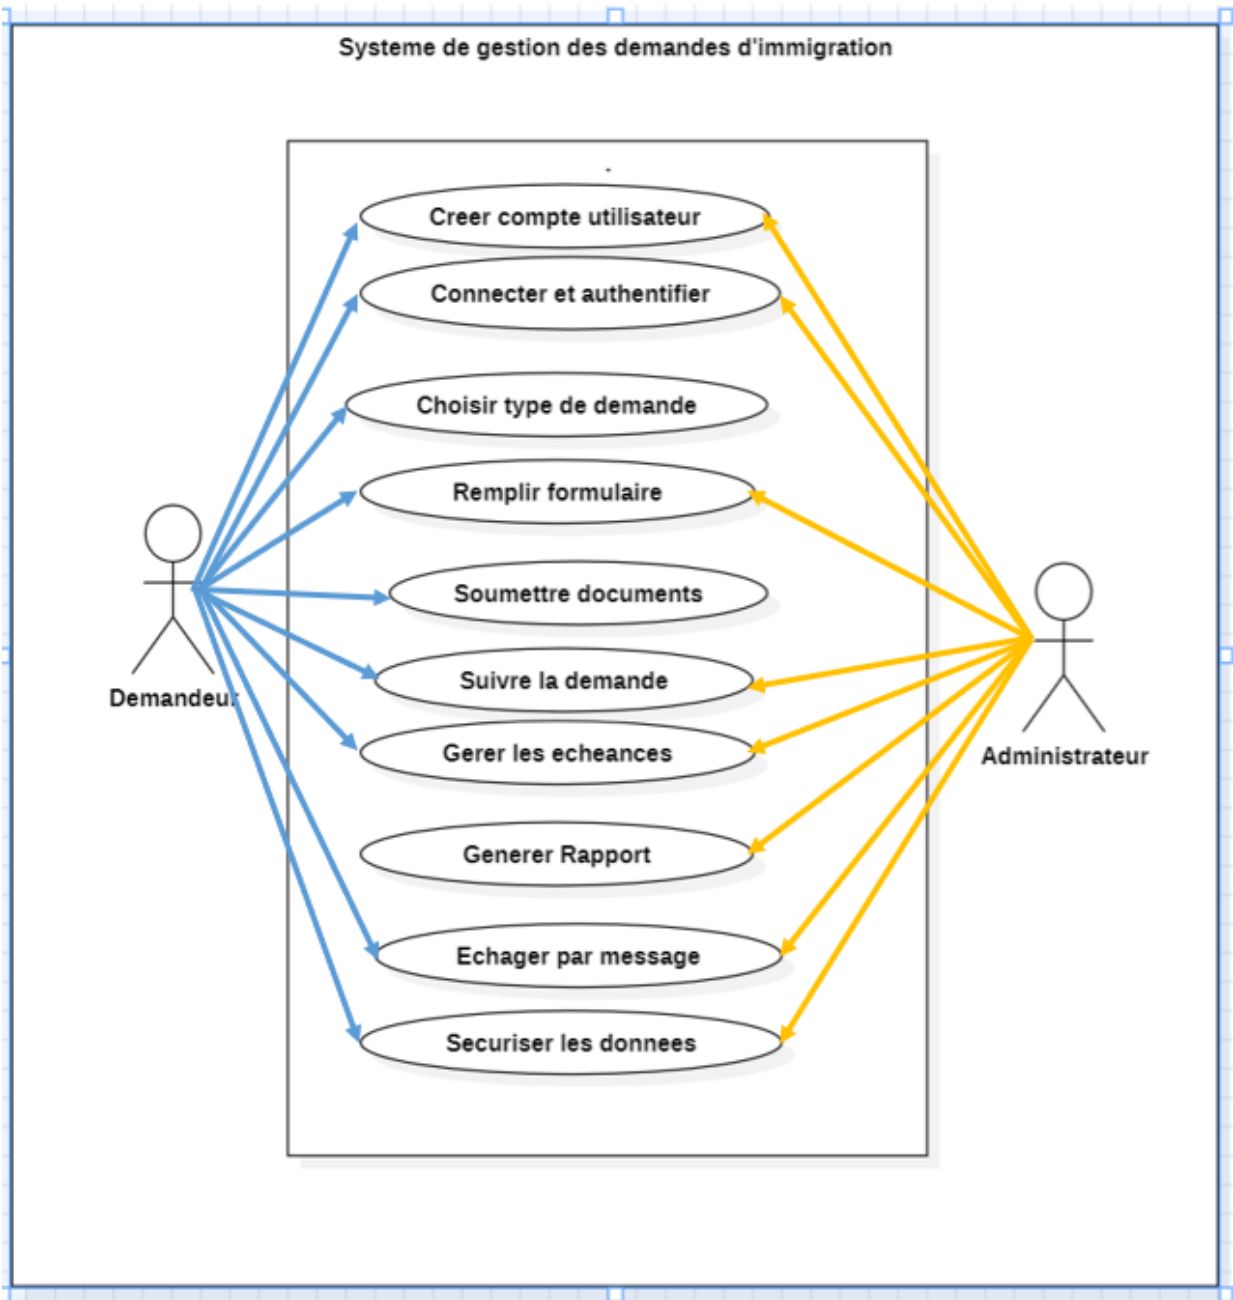 Systeme de gestion des demandes d'immigration
Creer compte utilisateur
Connecter et authentifier
Choisir type de demande
Remplir formulaire
Soumettre documents
Suivre la demande
Demandeur
Gerer les echeances
Administrateur
Generer Rapport
Echager par message
Securiser les donnees